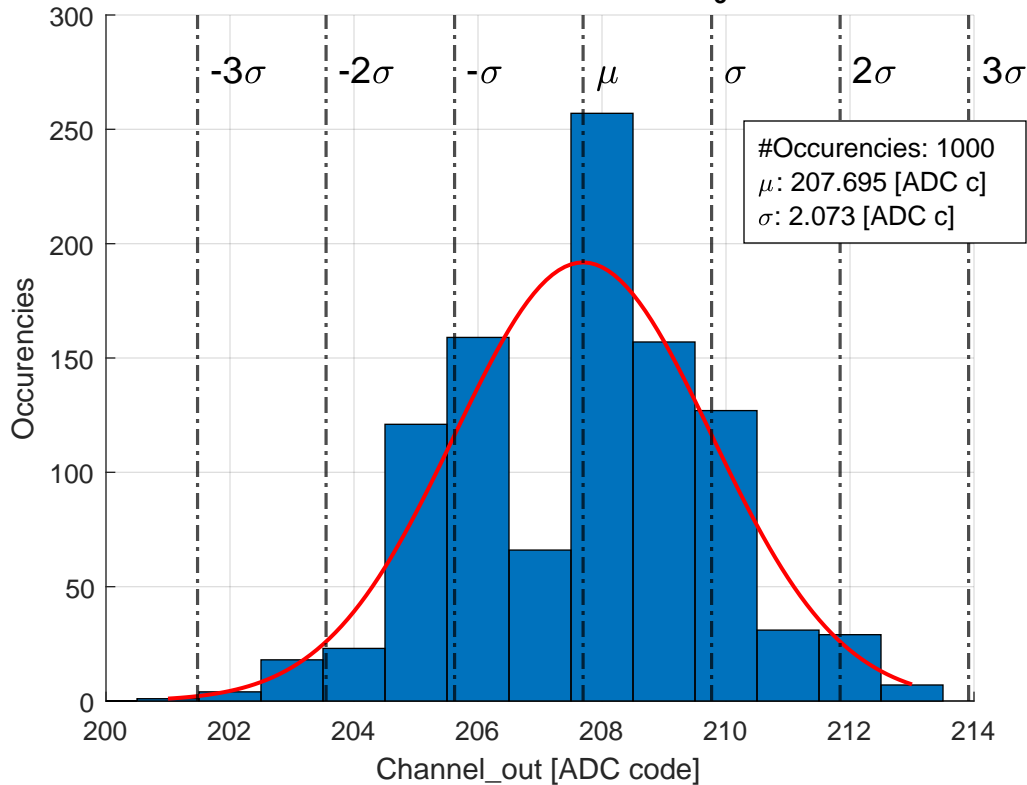 300
-3σ -2σ -σ μ σ 2σ 3σ
250
#Occurencies: 1000
μ: 207.695 [ADC c]
σ: 2.073 [ADC c]
200
150
100
50
0
Occurencies
200 202 204 206 208 210 212 214
Channel_out [ADC code]